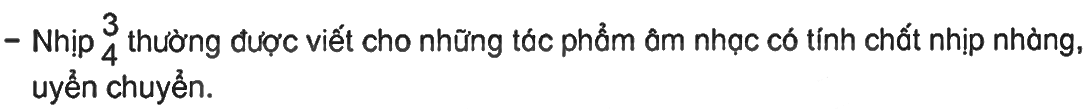 – Nhịp 3/4 thường được viết cho những tác phẩm âm nhạc có tính chất nhịp nhàng,
uyển chuyển.